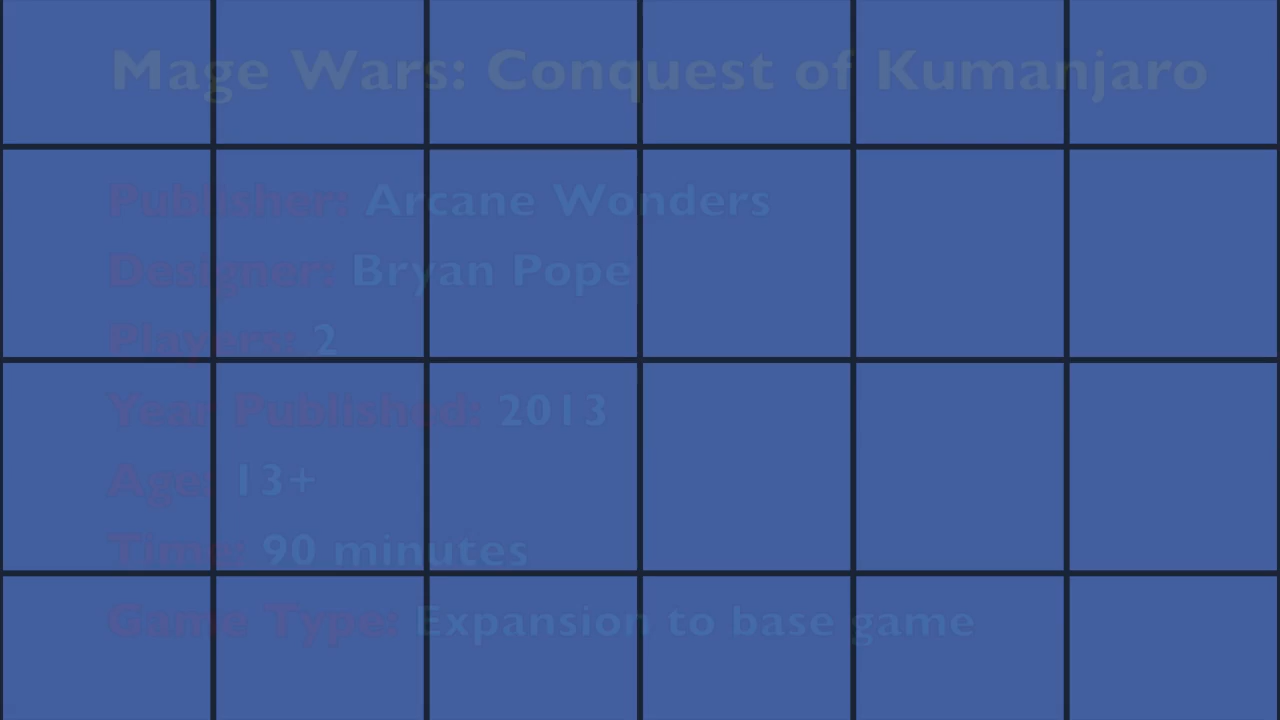 Mage Wars: Conquest of Kumanjaro
Publisher: Arcane Wonders
Designer: Bryan Pope
Players: 2
Year Published: 2013
Age: 13+
Time: 90 minutes
Game Type: Expansion to base game